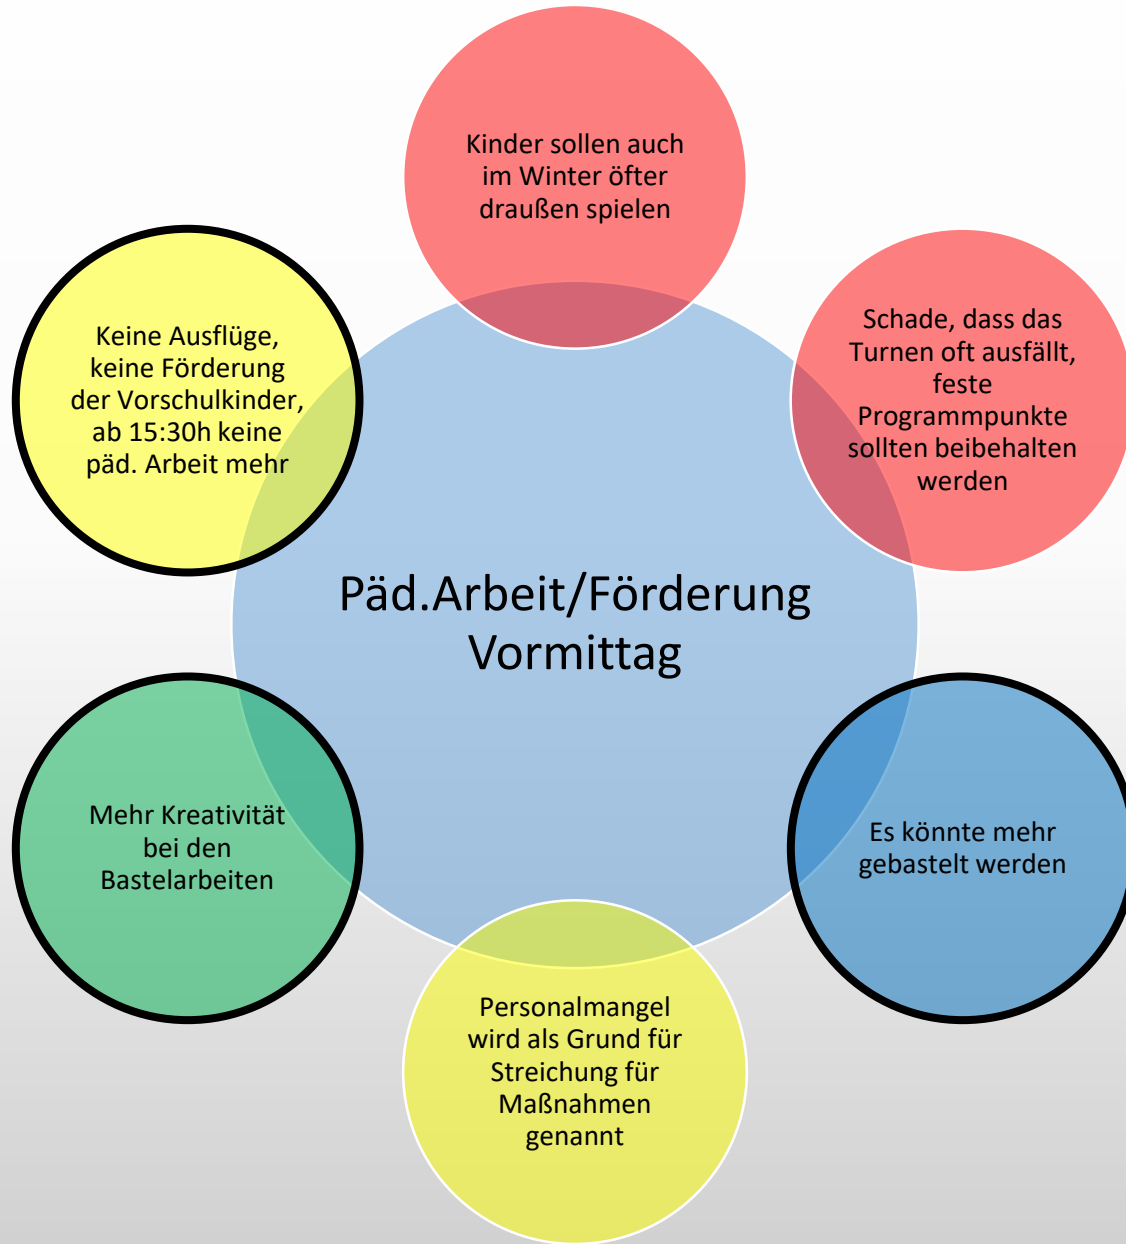 Kinder sollen auch
im Winter öfter
draußen spielen
Schade, dass das
Turnen oft ausfällt,
feste
Programmpunkte
sollten beibehalten
werden
Keine Ausflüge,
keine Förderung
der Vorschulkinder,
ab 15:30h keine
päd. Arbeit mehr
Päd.Arbeit/Förderung
Vormittag
Mehr Kreativität
bei den
Bastelarbeiten
Es könnte mehr
gebastelt werden
Personalmangel
wird als Grund für
Streichung für
Maßnahmen
genannt